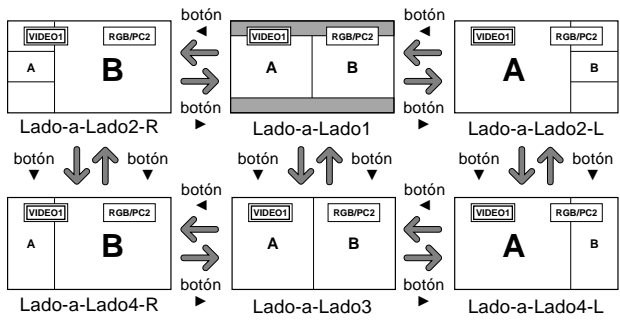 botón botón
◄ ◄
VIDEO1 RGB/PC2 VIDEO1 RGB/PC2 VIDEO1 RGB/PC2
A B A B A B
botón botón
► ►
Lado-a-Lado2-R Lado-a-Lado1 Lado-a-Lado2-L
botón botón botón botón botón botón
▼ ▼ ▼ ▼ ▼ ▼
botón botón
◄ ◄
VIDEO1 RGB/PC2 VIDEO1 RGB/PC2 VIDEO1 RGB/PC2
A B A B A B
botón botón
► ►
Lado-a-Lado4-R Lado-a-Lado3 Lado-a-Lado4-L